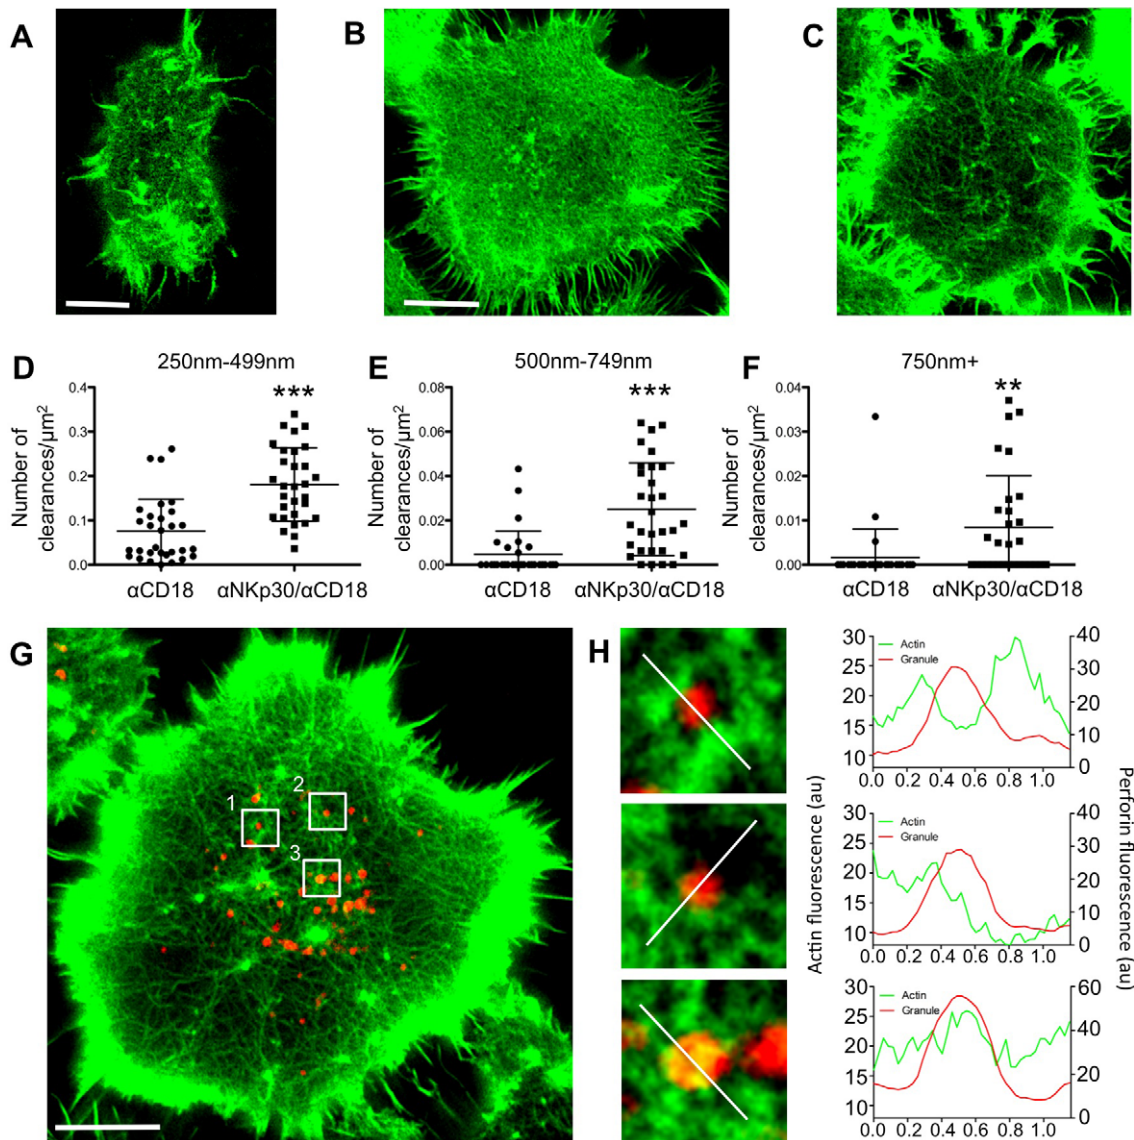 A
B
C
D
250nm-499nm
Number of
clearances/µm2
0.4
***
0.3
0.2
0.1
0.0
αCD18
αNKp30/αCD18
E
500nm-749nm
Number of
clearances/µm2
0.08
***
0.06
0.04
0.02
0.00
αCD18
αNKp30/αCD18
F
750nm+
Number of
clearances/µm2
0.04
**
0.03
0.02
0.01
0.00
αCD18
αNKp30/αCD18
G
1
2
3
H
Actin fluorescence (au)
Perforin fluorescence (au)
30
25
20
15
10
Actin
Granule
40
30
20
10
0
0.0 0.2 0.4 0.6 0.8 1.0
30
25
20
15
10
Actin
Granule
40
30
20
10
0
0.0 0.2 0.4 0.6 0.8 1.0
30
25
20
15
10
Actin
Granule
60
40
20
0
0.0 0.2 0.4 0.6 0.8 1.0